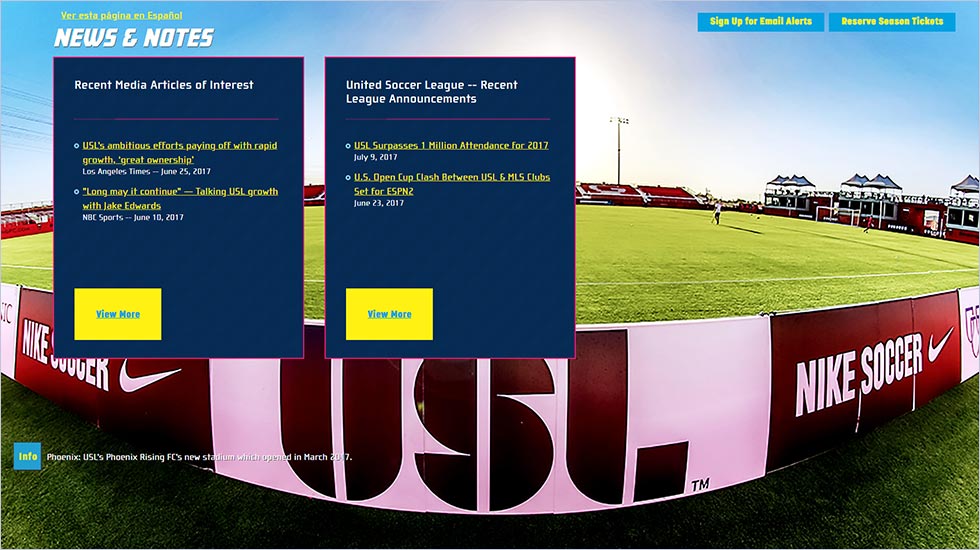 Ver esta página en Español
NEWS & NOTES
Sign Up for Email Alerts
Reserve Season Tickets
Recent Media Articles of Interest
USL's ambitious efforts paying off with rapid
growth, 'great ownership'
Los Angeles Times — June 25, 2017
"Long may it continue" — Talking USL growth
with Jake Edwards
NBC Sports -- June 10, 2017
View More
United Soccer League -- Recent
League Announcements
USL Surpasses 1 Million Attendance for 2017
July 9, 2017
U.S. Open Cup Clash Between USL & MLS Clubs
Set for ESPN2
June 23, 2017
View More
NIKE SOCCER
USL TM
NIKE SOCCER
Info
Phoenix: USL's Phoenix Rising FC's new stadium which opened in March 2017.